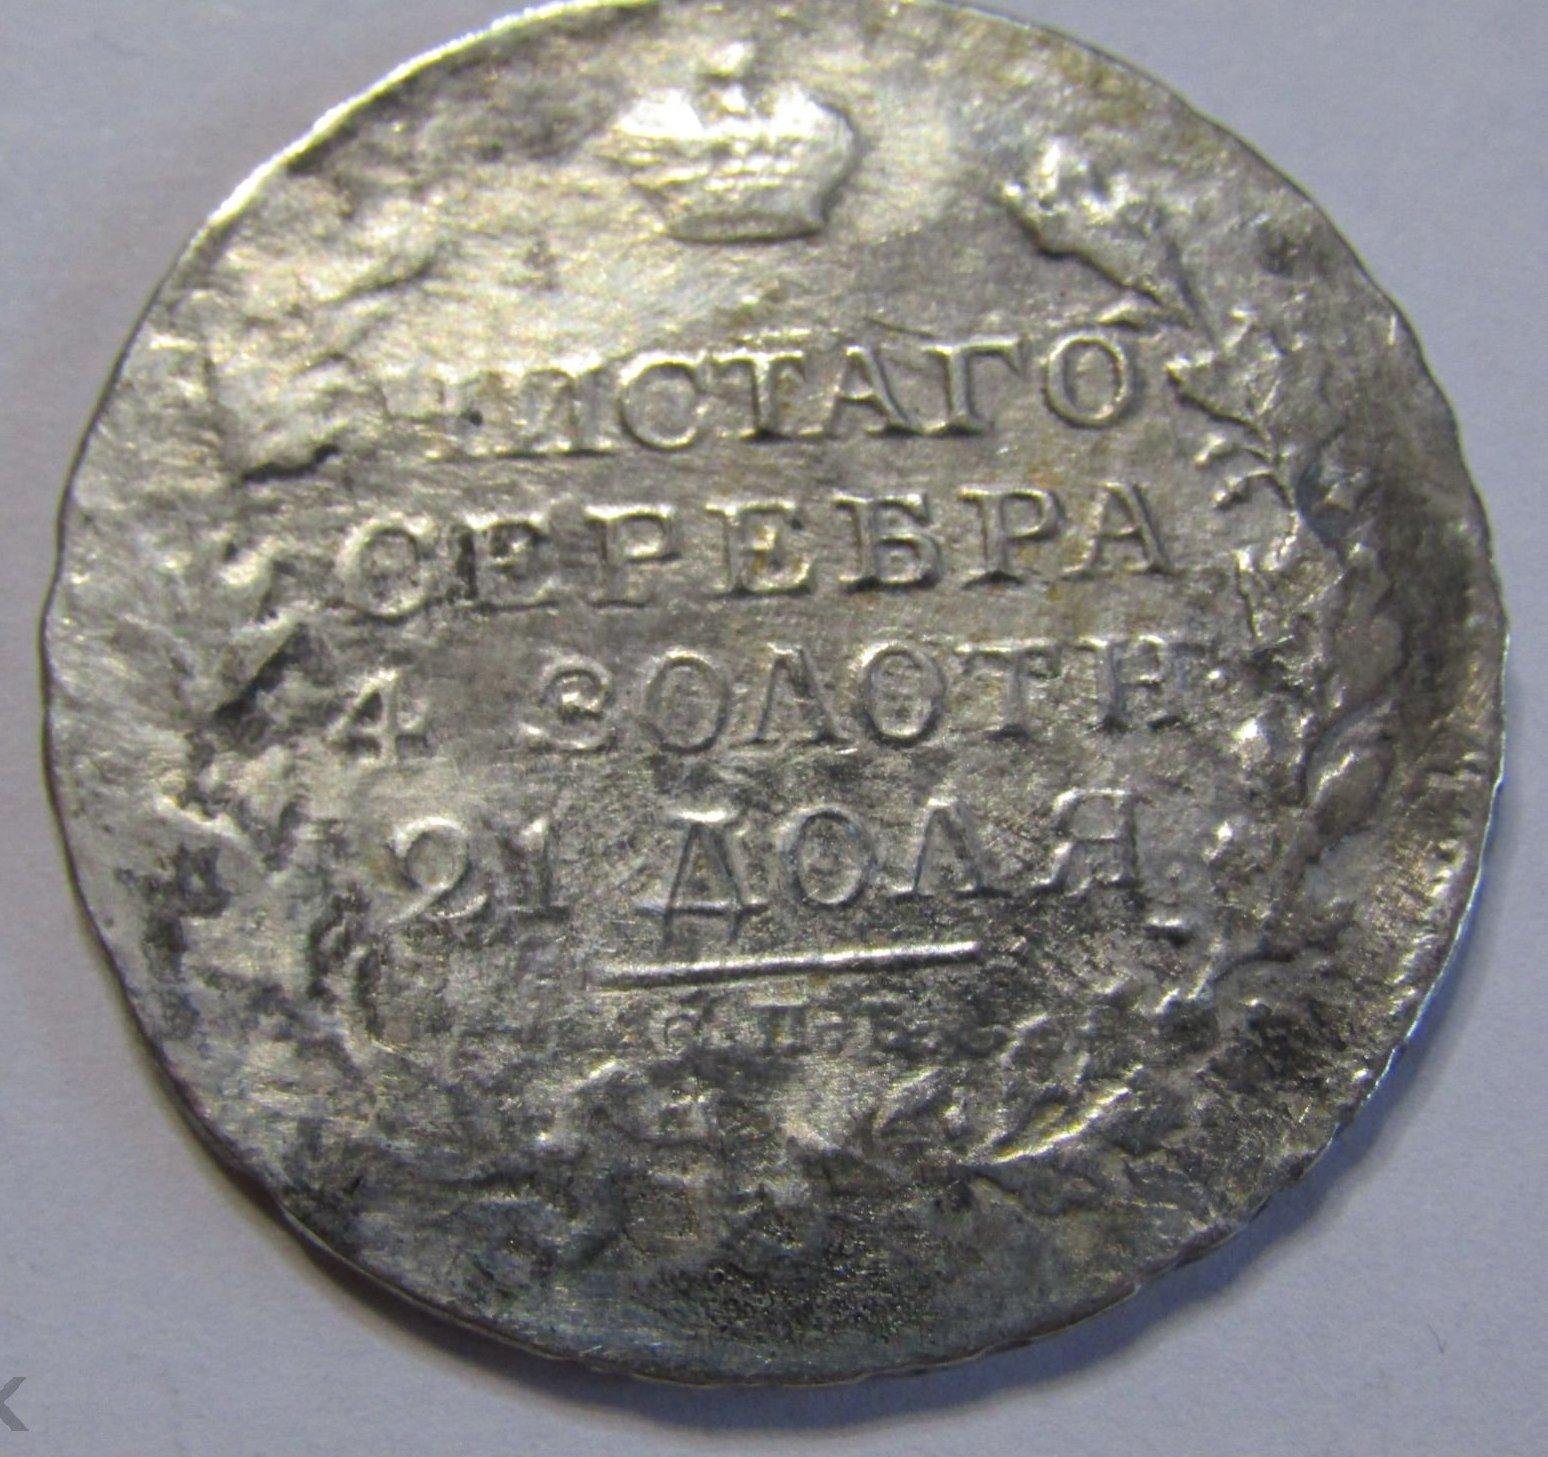 ЧИСТАГО
СЕРЕБРА
4 ЗОЛОТН
21 ДОЛЯ
С.П.Б.